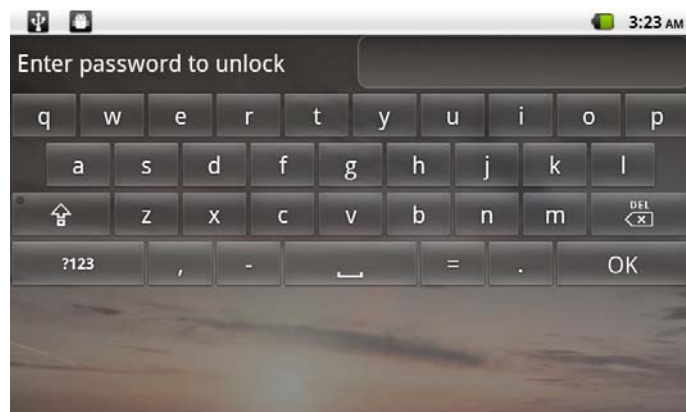 3:23 AM
Enter password to unlock
q w e r t y u i o p
a s d f g h j k l
z x c v b n m DEL
?123 , - = . OK